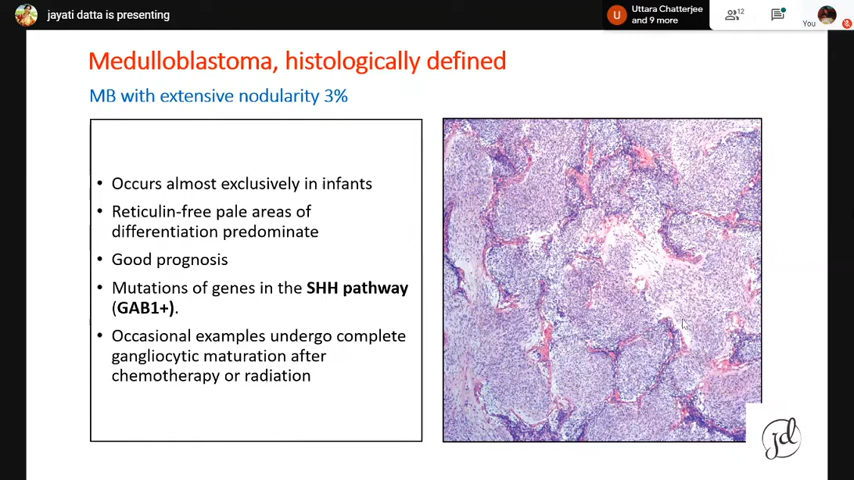 jayati datta is presenting
Uttara Chatterjee
and 9 more
U
12
You
Medulloblastoma, histologically defined
MB with extensive nodularity 3%
• Occurs almost exclusively in infants
• Reticulin-free pale areas of
differentiation predominate
• Good prognosis
• Mutations of genes in the SHH pathway
(GAB1+).
• Occasional examples undergo complete
gangliocytic maturation after
chemotherapy or radiation
jd